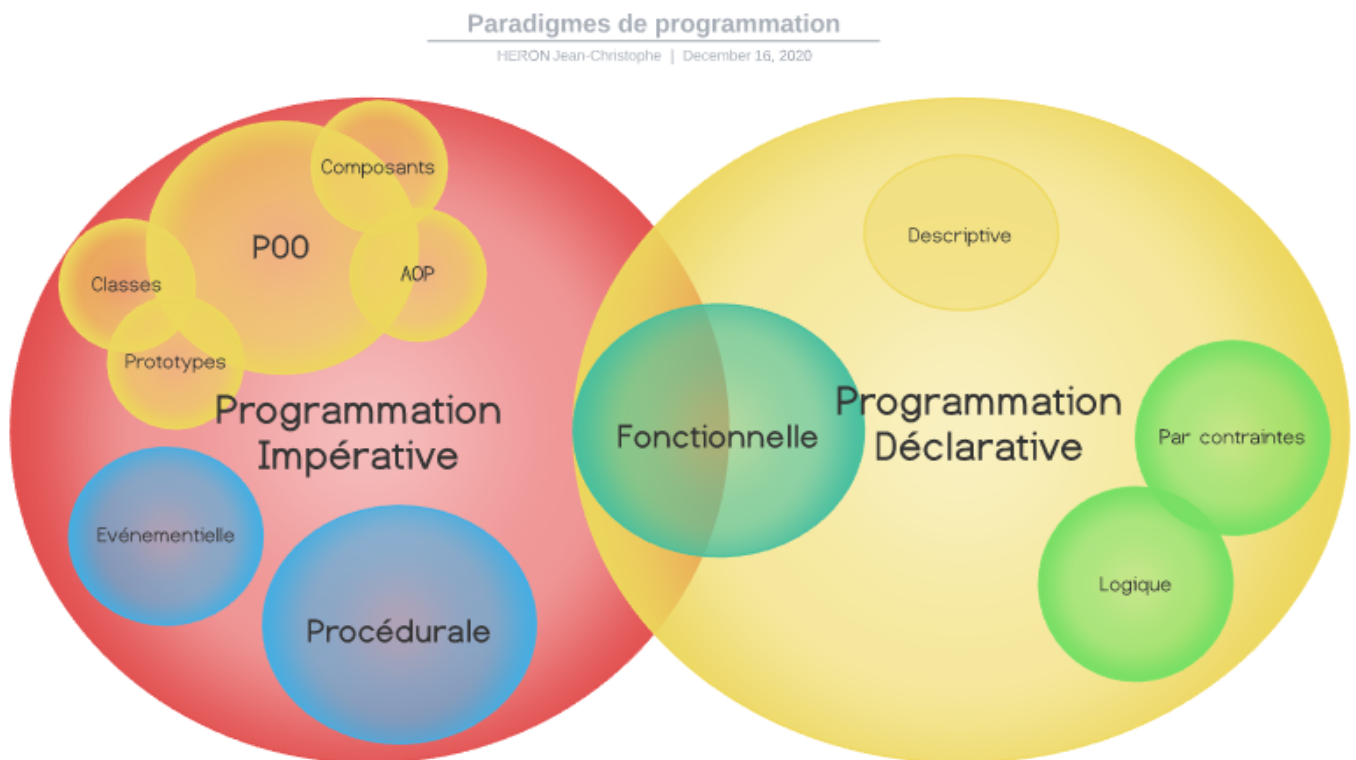 Paradigmes de programmation
HERON Jean-Christophe | December 16, 2020
Composants
POO
AOP
Classes
Prototypes
Programmation
Impérative
Evénementielle
Procédurale
Fonctionnelle
Descriptive
Programmation
Déclarative
Par contraintes
Logique